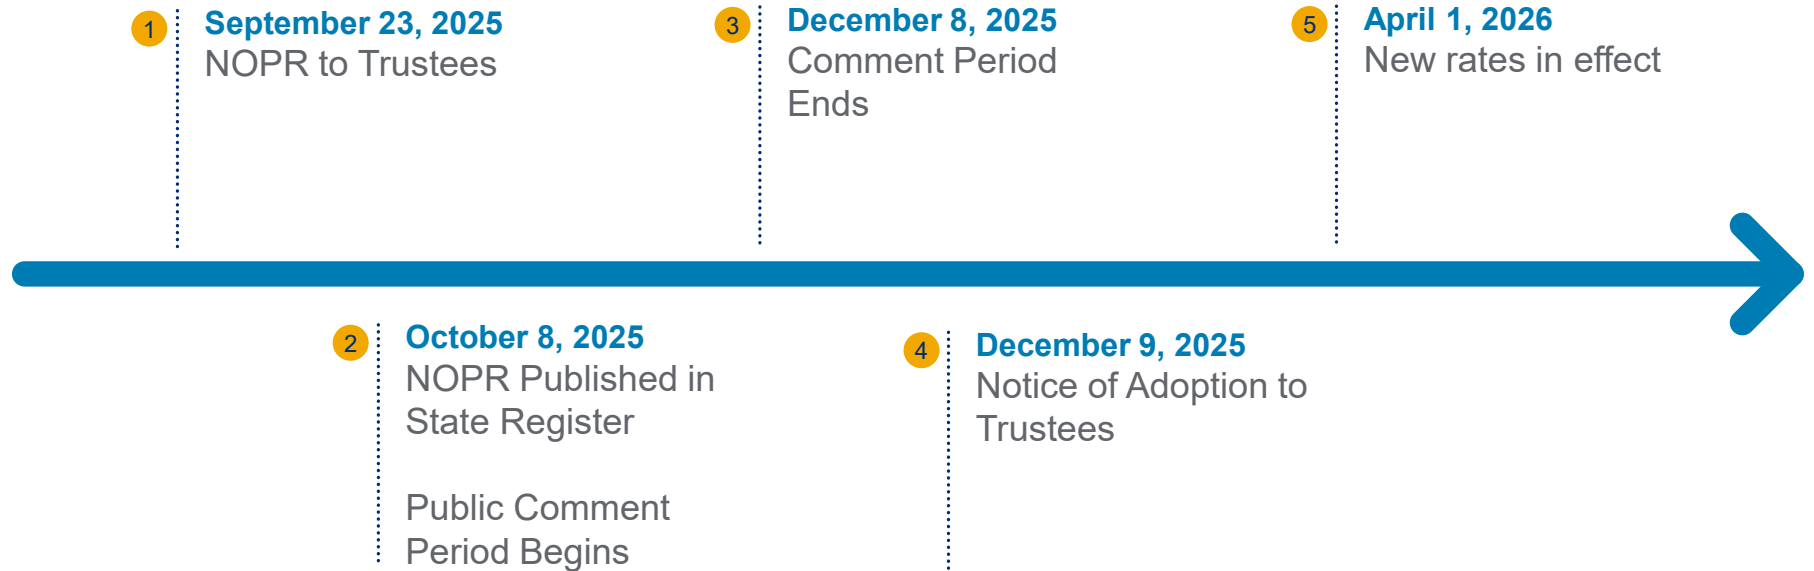 1
September 23, 2025
NOPR to Trustees
2
October 8, 2025
NOPR Published in
State Register
Public Comment
Period Begins
3
December 8, 2025
Comment Period
Ends
4
December 9, 2025
Notice of Adoption to
Trustees
5
April 1, 2026
New rates in effect